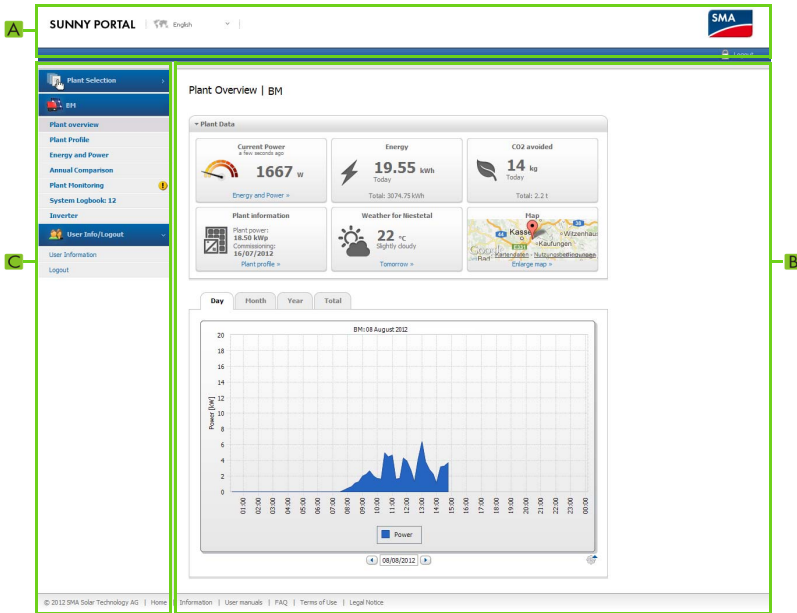 A
SUNNY PORTAL | English |
SMA
Logout
Plant Selection
BM
Plant overview
Plant Profile
Energy and Power
Annual Comparison
Plant Monitoring
System Logbook: 12
Inverter
User Info/Logout
User Information
Logout
C
B
Plant Overview | BM
Plant Data
Current Power
a few seconds ago
1667 W
Energy and Power »
Energy
19.55 kWh
Today
Total: 3074.75 kWh
CO2 avoided
14 kg
Today
Total: 2.2 t
Plant information
Plant power:
18.50 kWp
Commissioning:
16/07/2012
Plant profile »
Weather for Niestetal
22 °C
Slightly cloudy
Tomorrow »
Map
Kasse
Witzenhaus
Kaufungen
Google
Kartendaten - Nutzungsbedingungen
Enlarge map »
Day Month Year Total
BM: 08 August 2012
Power [kW]
20
18
16
14
12
10
8
6
4
2
0
01:00 02:00 03:00 04:00 05:00 06:00 07:00 08:00 09:00 10:00 11:00 12:00 13:00 14:00 15:00 16:00 17:00 18:00 19:00 20:00 21:00 22:00 23:00 00:00
Power
08/08/2012
© 2012 SMA Solar Technology AG | Home | Information | User manuals | FAQ | Terms of Use | Legal Notice